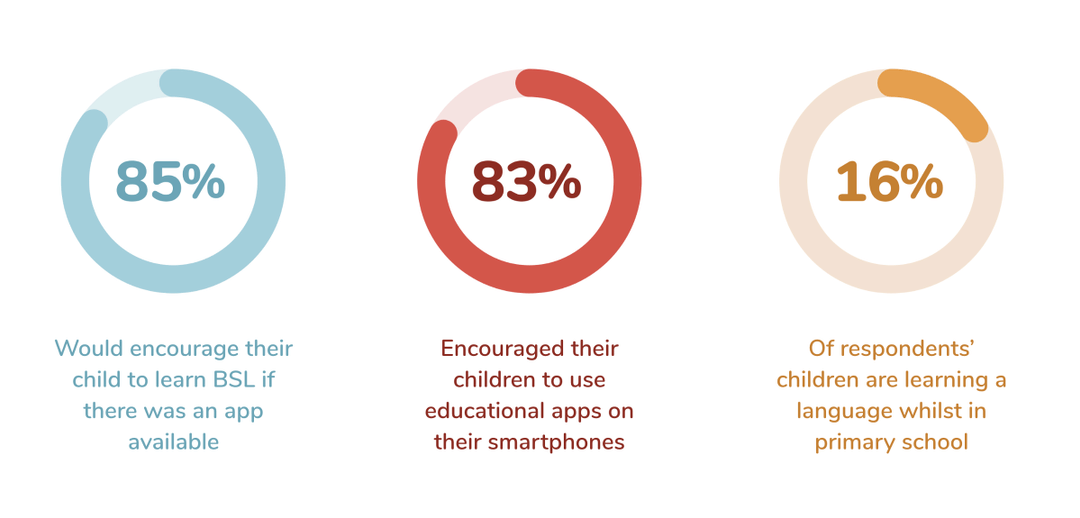 85%
Would encourage their
child to learn BSL if
there was an app
available
83%
Encouraged their
children to use
educational apps on
their smartphones
16%
Of respondents’
children are learning a
language whilst in
primary school